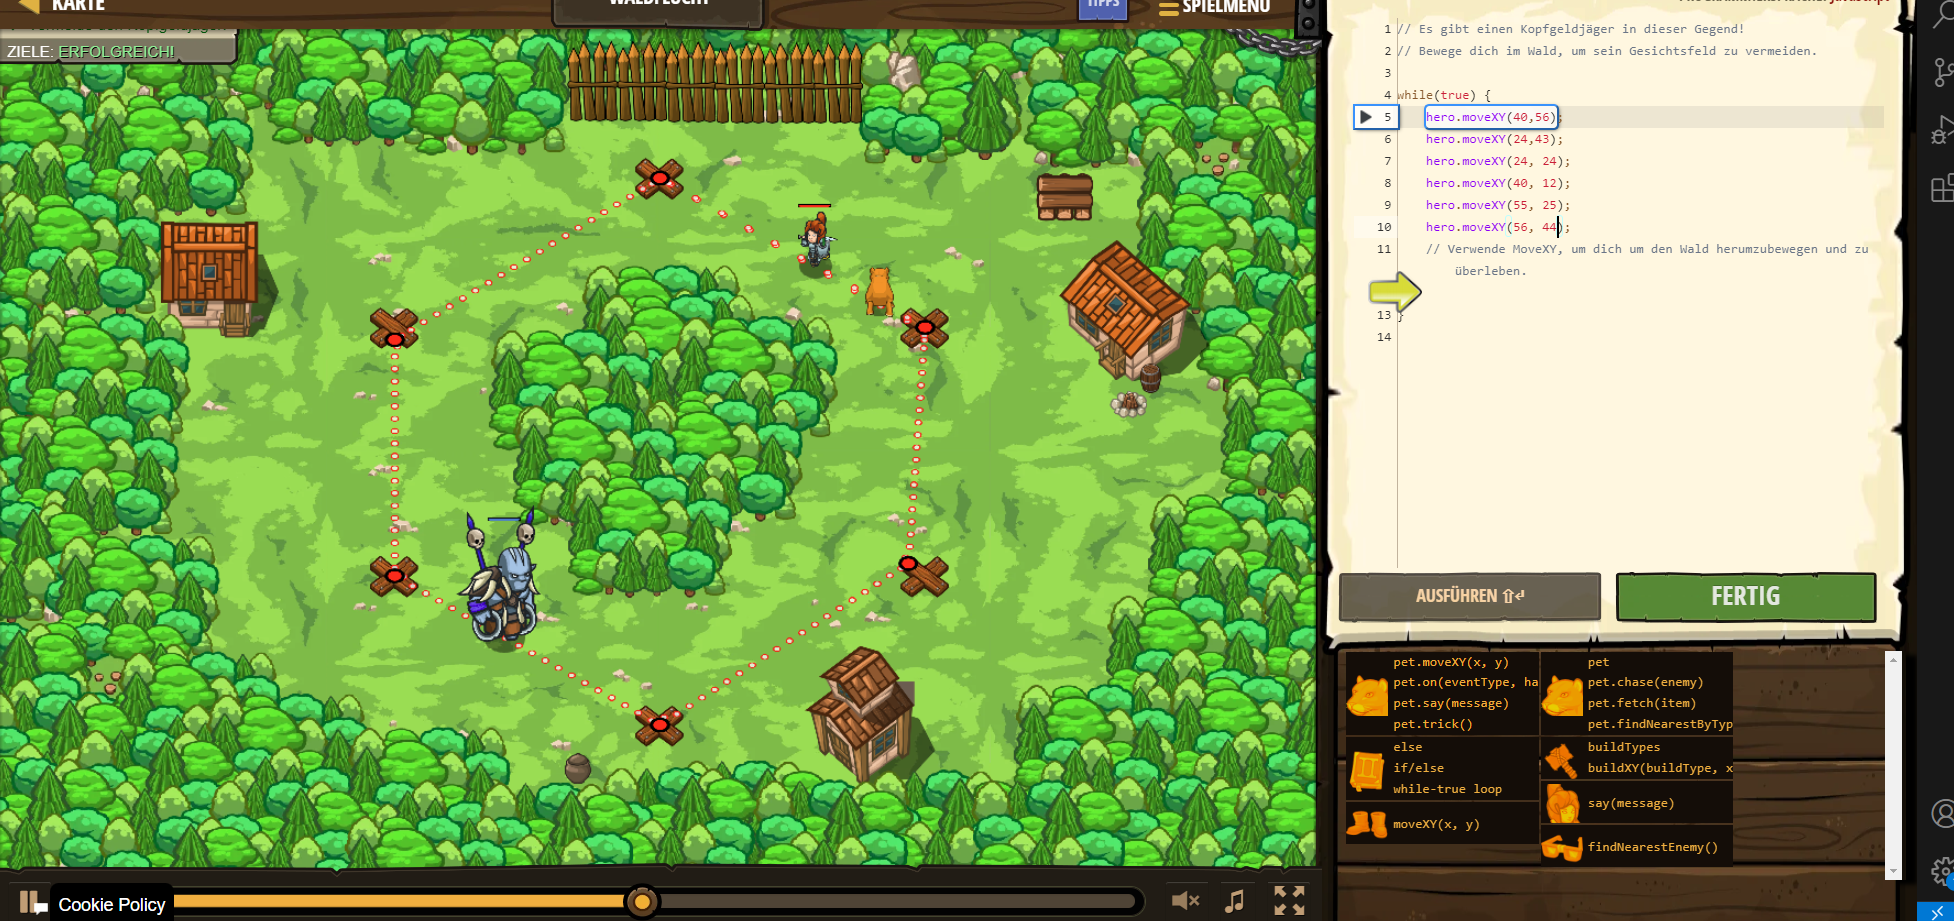 KARTE
WALDFLUCHT
TIPPS
SPIELMENÜ
ZIELE: ERFOLGREICH!
1 // Es gibt einen Kopfgeldjäger in dieser Gegend!
2 // Bewege dich im Wald, um sein Gesichtsfeld zu vermeiden.
3
4 while(true) {
5 hero.moveXY(40,56);
6 hero.moveXY(24,43);
7 hero.moveXY(24, 24);
8 hero.moveXY(40, 12);
9 hero.moveXY(55, 25);
10 hero.moveXY(56, 44);
11 // Verwende MoveXY, um dich um den Wald herumzubewegen und zu
überleben.
13 }
14
AUSFÜHREN ⇧↵
FERTIG
pet.moveXY(x, y)
pet.on(eventType, ha
pet.say(message)
pet.trick()
else
if/else
while-true loop
moveXY(x, y)
pet
pet.chase(enemy)
pet.fetch(item)
pet.findNearestByTyp
buildTypes
buildXY(buildType, x
say(message)
findNearestEnemy()
Cookie Policy